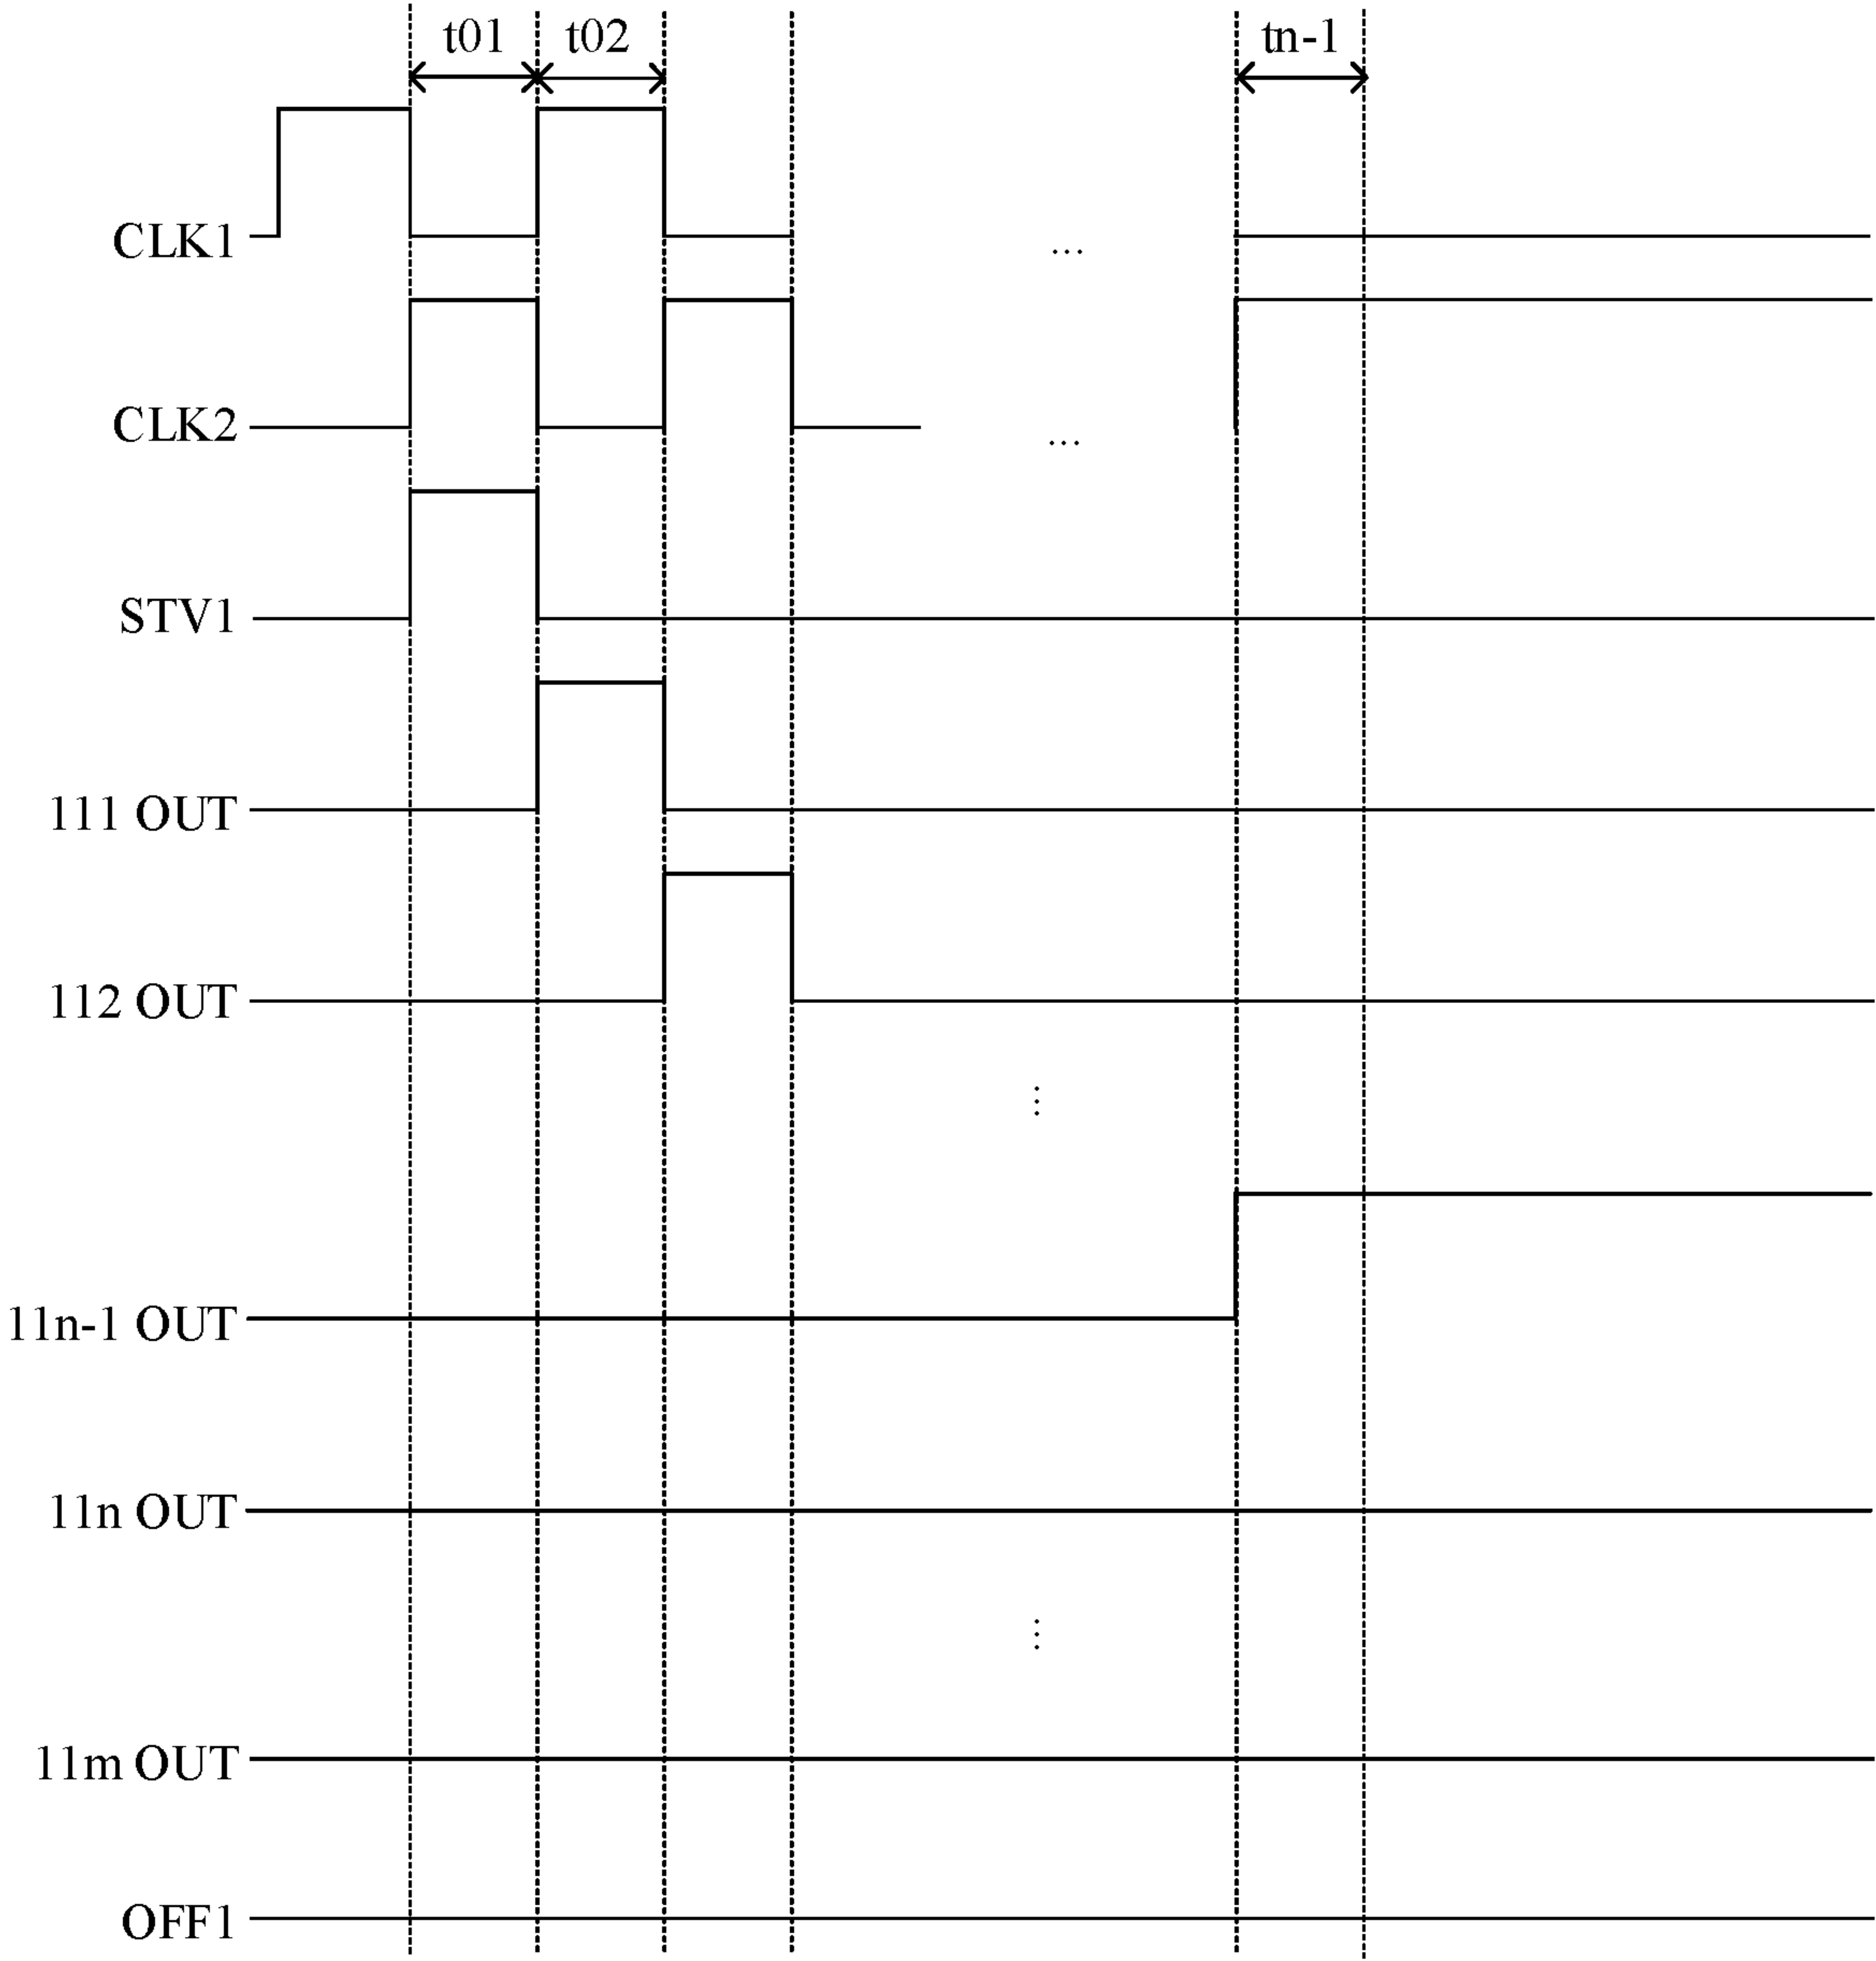 t01 t02 tn-1
CLK1
...
CLK2
...
STV1
111 OUT
112 OUT
⋮
11n-1 OUT
11n OUT
⋮
11m OUT
OFF1